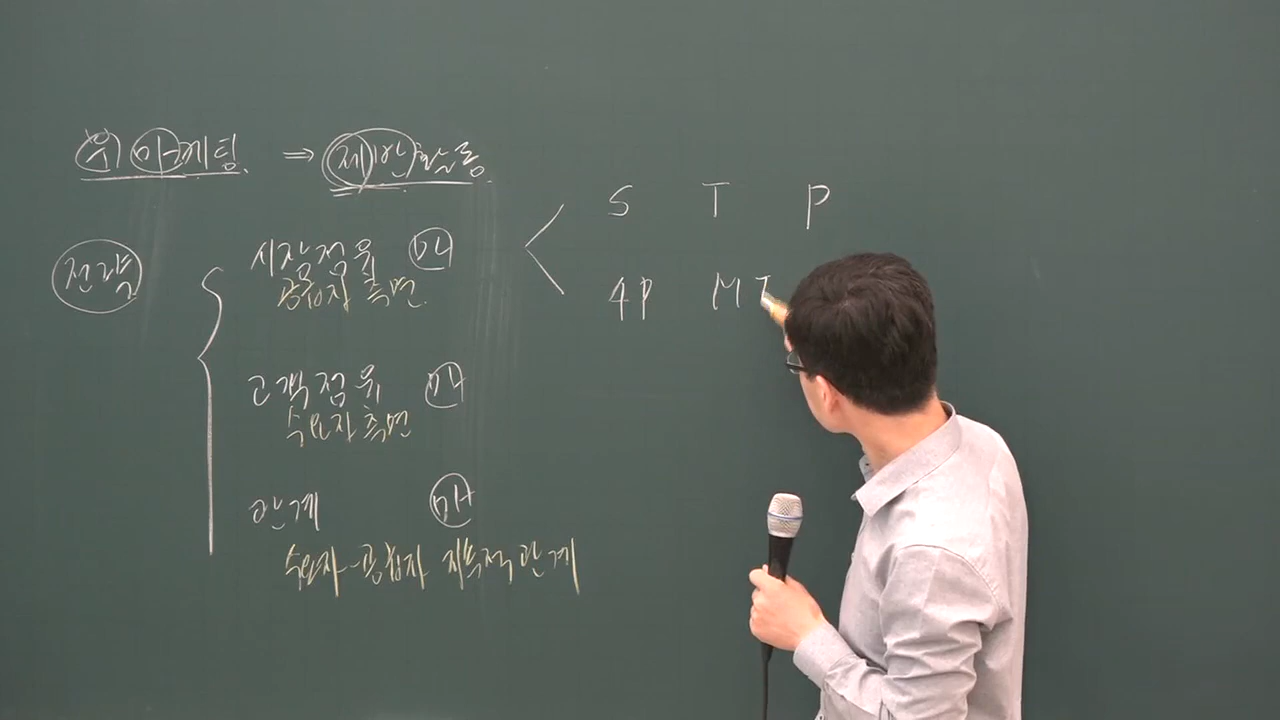 부) 마케팅 ⇒ 제반활동
전략
시장점유 마
공급자 측면
고객점유 마
수요자 측면
관계 마
수요자-공급자 지속적 관계
S T P
4P M